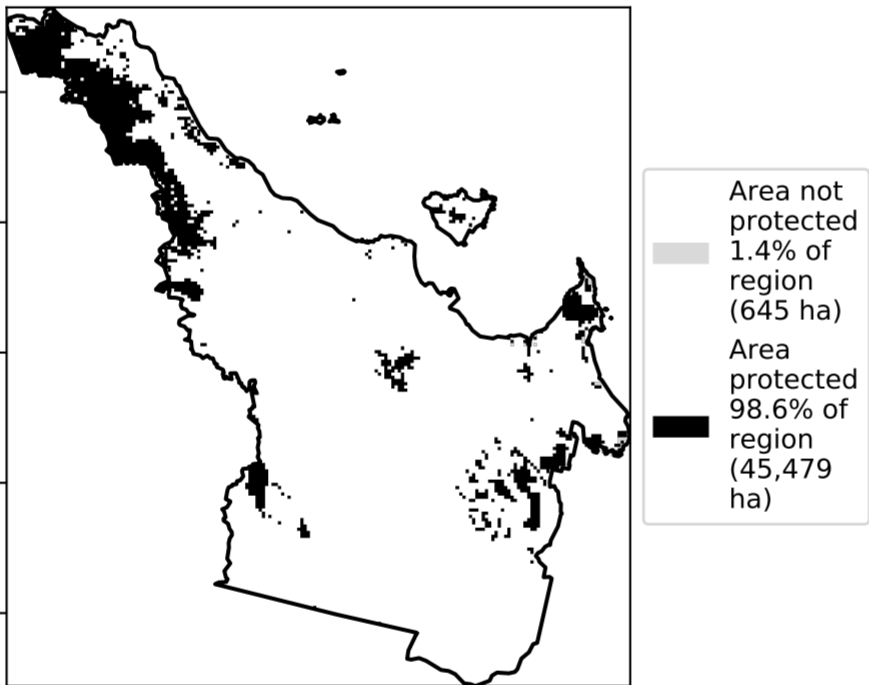 Area not
protected
1.4% of
region
(645 ha)
Area
protected
98.6% of
region
(45,479
ha)